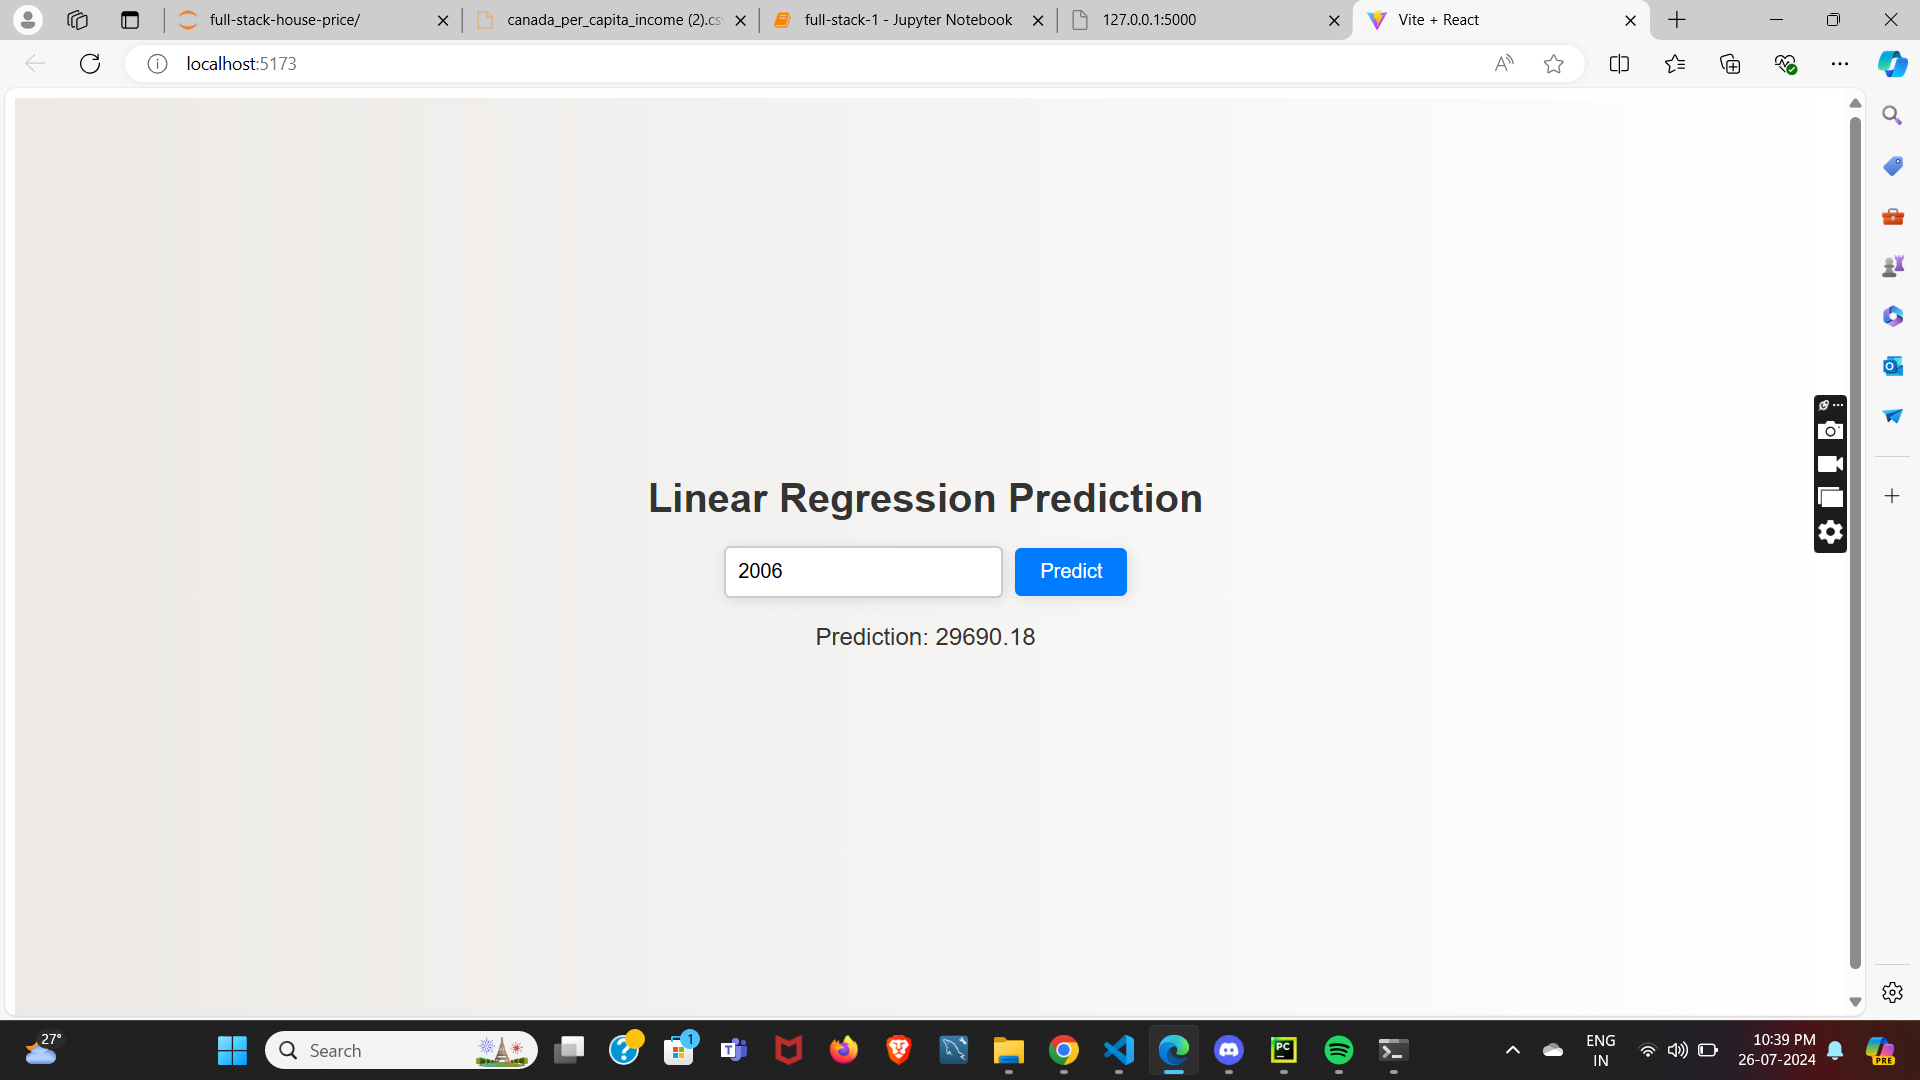 full-stack-house-price/
canada_per_capita_income (2).cs
full-stack-1 - Jupyter Notebook
127.0.0.1:5000
Vite + React
localhost:5173
Linear Regression Prediction
2006
Predict
Prediction: 29690.18
27°
Search
1
PC
ENG
IN
10:39 PM
26-07-2024
PRE